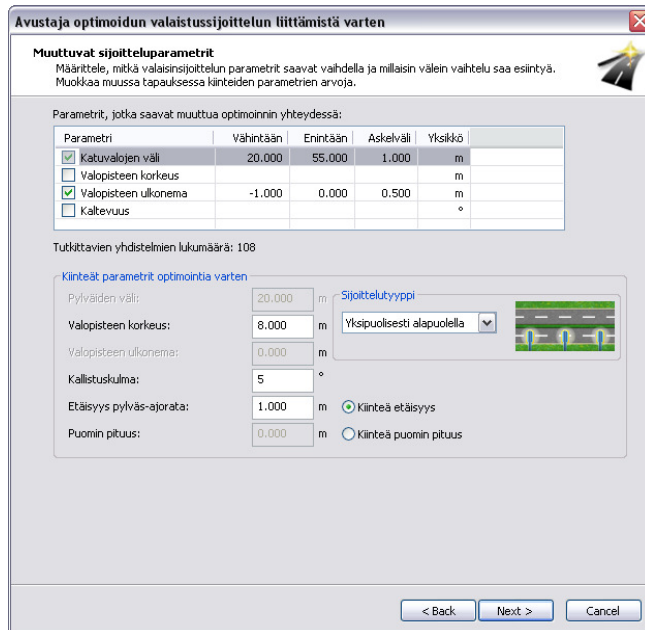 Avustaja optimoidun valaistussijoittelun liittämistä varten
Muuttuvat sijoitteluparametrit
Määrittele, mitkä valaisinsijoittelun parametrit saavat vaihdella ja millaisin välein vaihtelu saa esiintyä.
Muokkaa muussa tapauksessa kiinteiden parametrien arvoja.
Parametrit, jotka saavat muuttua optimoinnin yhteydessä:
Parametri Vähintään Enintään Askelväli Yksikkö
Katuvalojen väli 20.000 55.000 1.000 m
Valopisteen korkeus m
Valopisteen ulkonema -1.000 0.000 0.500 m
Kaltevuus °
Tutkittavien yhdistelmien lukumäärä: 108
Kiinteät parametrit optimointia varten
Pylväiden väli: 20.000 m
Sijoittelutyyppi
Valopisteen korkeus: 8.000 m
Yksipuolisesti alapuolella
Valopisteen ulkonema: 0.000 m
Kallistuskulma: 5 °
Etäisyys pylväs-ajorata: 1.000 m Kiinteä etäisyys
Puomin pituus: 0.000 m Kiinteä puomin pituus
< Back Next > Cancel